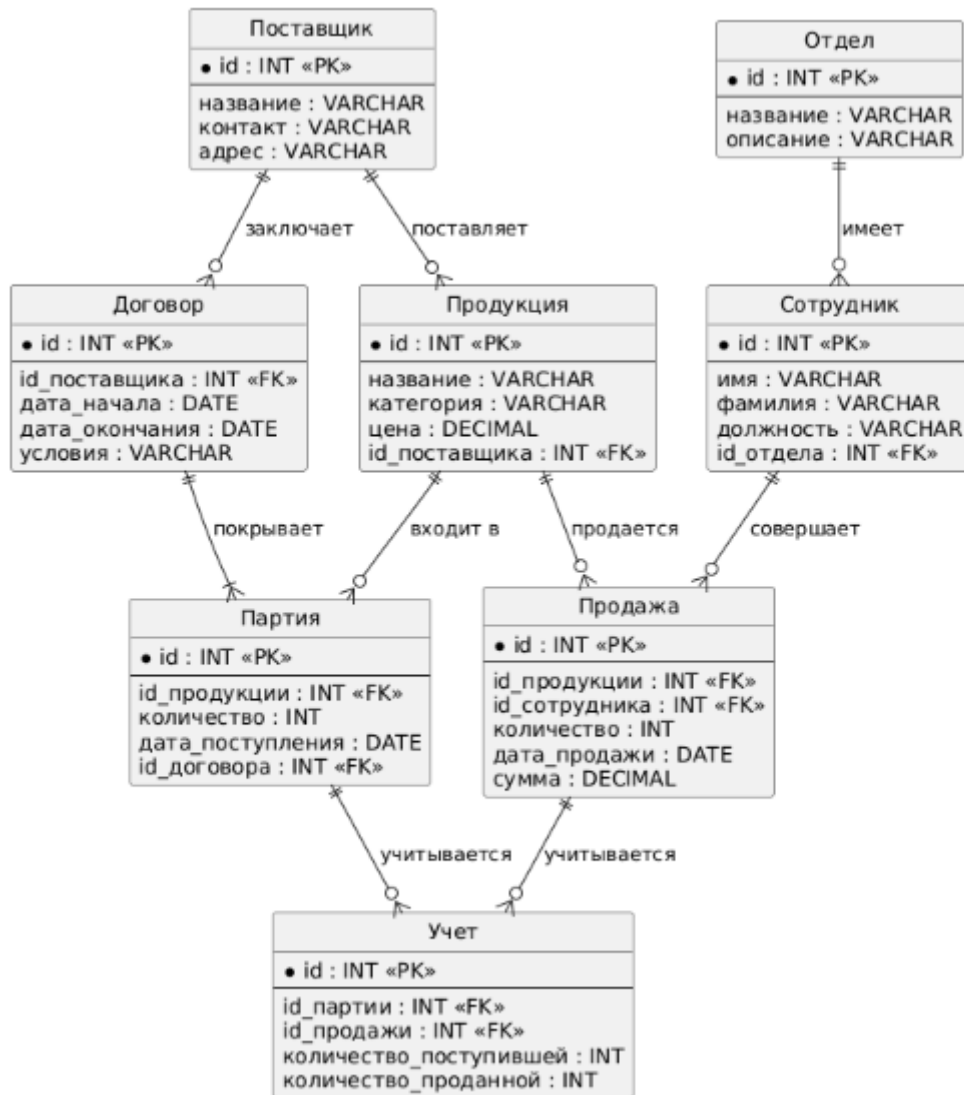 Поставщик
• id : INT «PK»
название : VARCHAR
контакт : VARCHAR
адрес : VARCHAR
Отдел
• id : INT «PK»
название : VARCHAR
описание : VARCHAR
заключает
поставляет
имеет
Договор
• id : INT «PK»
id_поставщика : INT «FK»
дата_начала : DATE
дата_окончания : DATE
условия : VARCHAR
Продукция
• id : INT «PK»
название : VARCHAR
категория : VARCHAR
цена : DECIMAL
id_поставщика : INT «FK»
Сотрудник
• id : INT «PK»
имя : VARCHAR
фамилия : VARCHAR
должность : VARCHAR
id_отдела : INT «FK»
покрывает
входит в
продается
совершает
Партия
• id : INT «PK»
id_продукции : INT «FK»
количество : INT
дата_поступления : DATE
id_договора : INT «FK»
Продажа
• id : INT «PK»
id_продукции : INT «FK»
id_сотрудника : INT «FK»
количество : INT
дата_продажи : DATE
сумма : DECIMAL
учитывается
учитывается
Учет
• id : INT «PK»
id_партии : INT «FK»
id_продажи : INT «FK»
количество_поступившей : INT
количество_проданной : INT